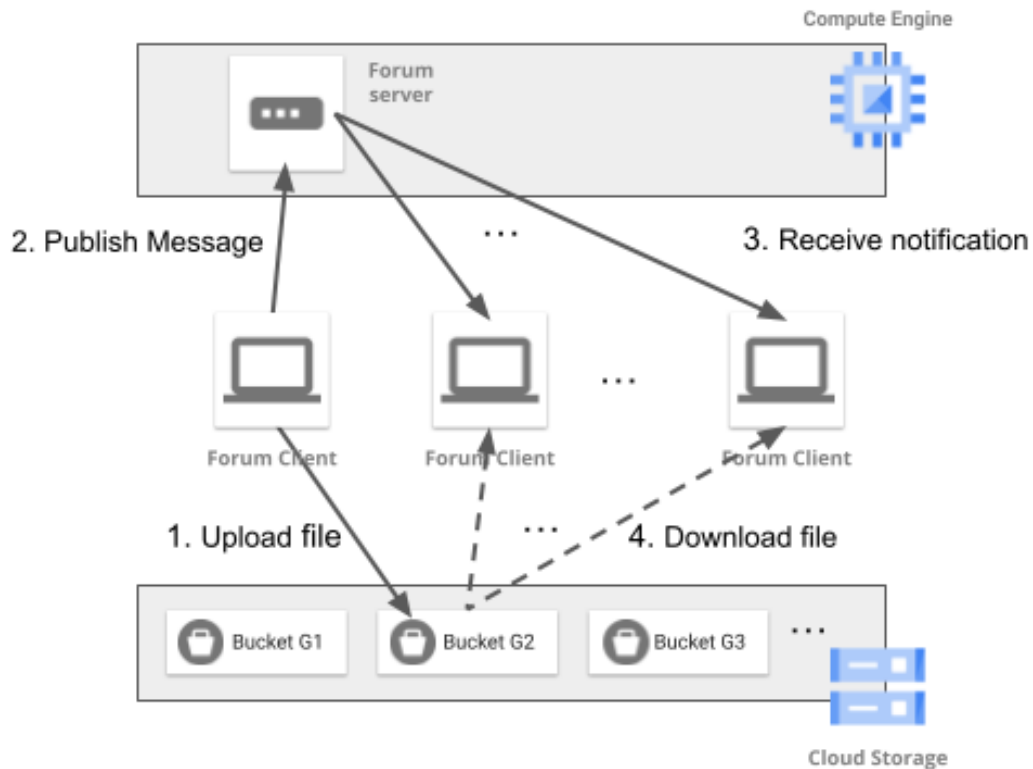 Compute Engine
Forum
server
2. Publish Message
...
3. Receive notification
...
Forum Client
Forum Client
Forum Client
1. Upload file
...
4. Download file
Bucket G1
Bucket G2
Bucket G3
...
Cloud Storage